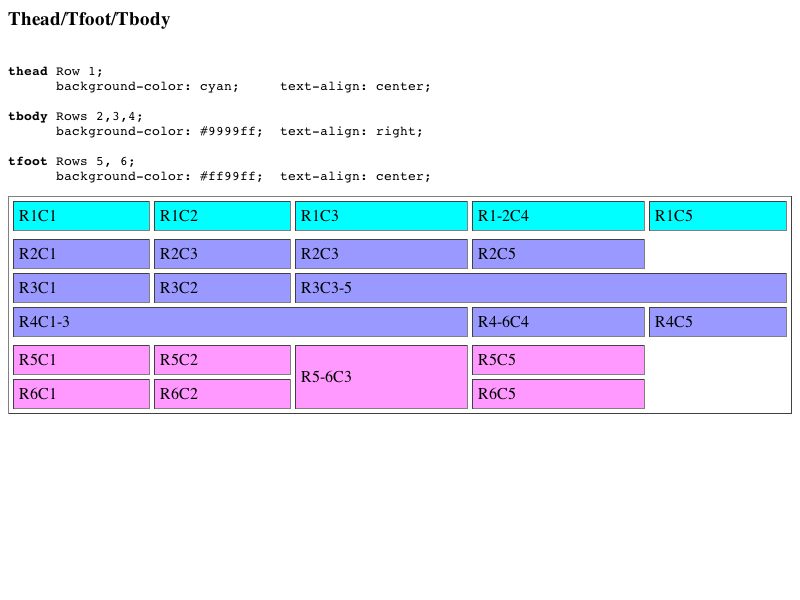 Thead/Tfoot/Tbody
thead Row 1;
background-color: cyan;     text-align: center;
tbody Rows 2,3,4;
background-color: #9999ff;  text-align: right;
tfoot Rows 5, 6;
background-color: #ff99ff;  text-align: center;
R1C1 R1C2 R1C3 R1-2C4 R1C5
R2C1 R2C3 R2C3 R2C5
R3C1 R3C2 R3C3-5
R4C1-3 R4-6C4 R4C5
R5C1 R5C2 R5-6C3 R5C5
R6C1 R6C2 R6C5